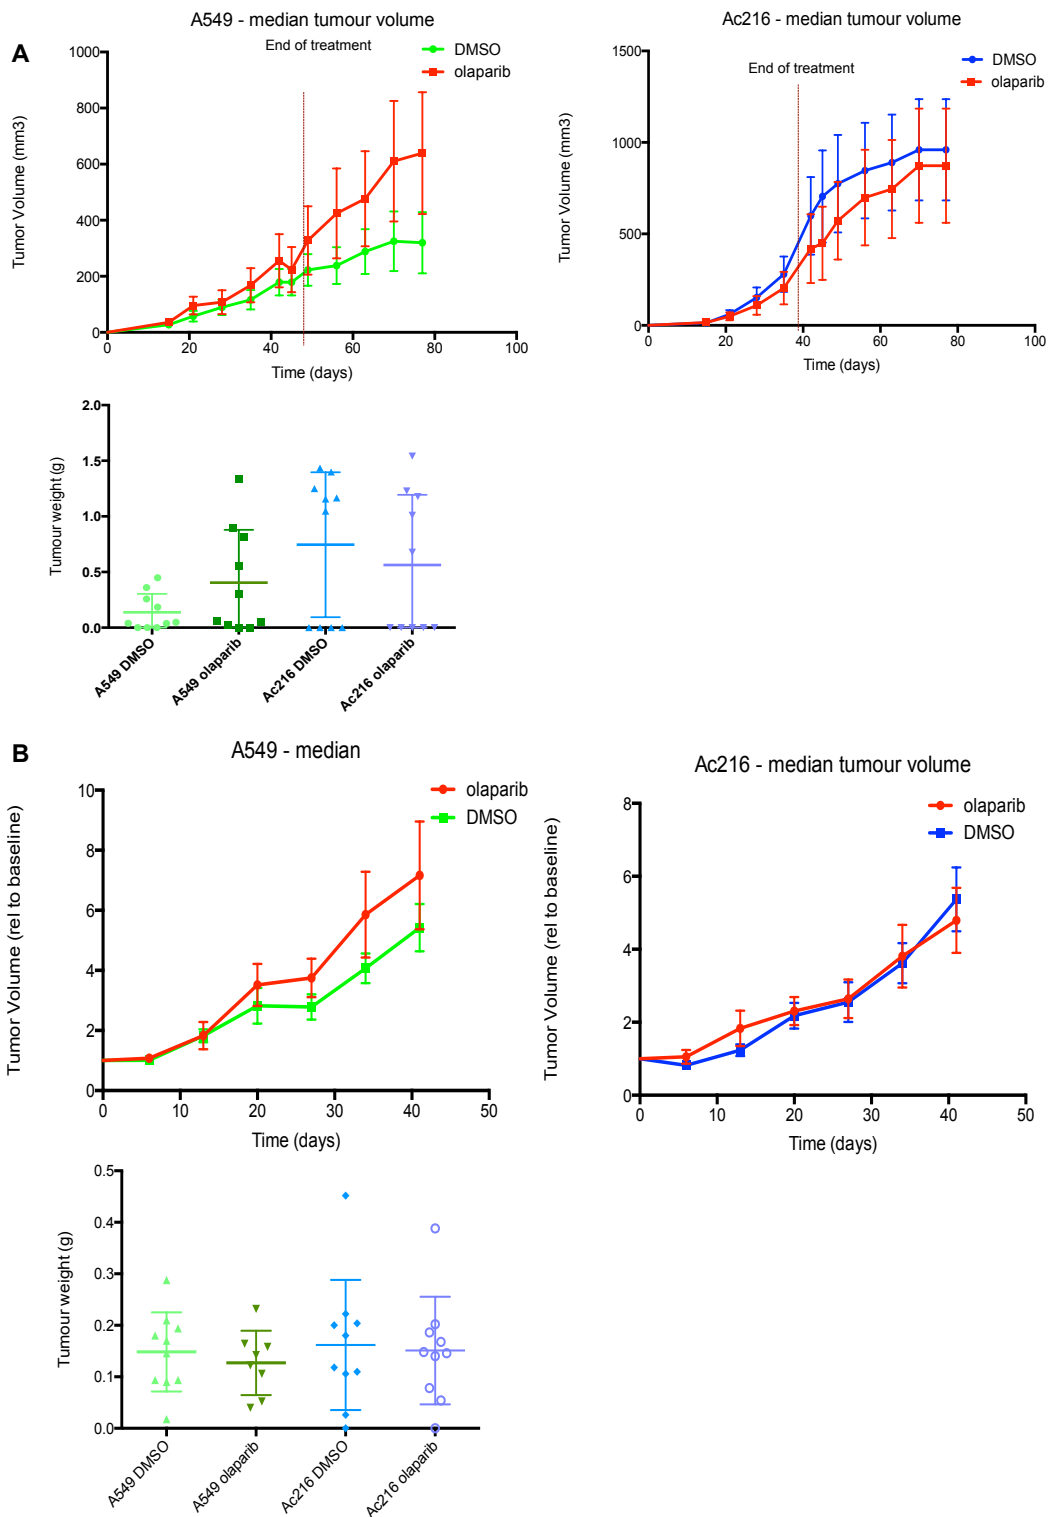 A
A549 - median tumour volume
End of treatment
DMSO
olaparib
Tumor Volume (mm3)
1000
800
600
400
200
0
0 20 40 60 80 100
Time (days)
Ac216 - median tumour volume
End of treatment
DMSO
olaparib
Tumor Volume (mm3)
1500
1000
500
0
0 20 40 60 80 100
Time (days)
Tumour weight (g)
2.0
1.5
1.0
0.5
0.0
A549 DMSO
A549 olaparib
Ac216 DMSO
Ac216 olaparib
B
A549 - median
olaparib
DMSO
Tumor Volume (rel to baseline)
10
8
6
4
2
0
0 10 20 30 40 50
Time (days)
Ac216 - median tumour volume
olaparib
DMSO
Tumor Volume (rel to baseline)
8
6
4
2
0
0 10 20 30 40 50
Time (days)
Tumour weight (g)
0.5
0.4
0.3
0.2
0.1
0.0
A549 DMSO
A549 olaparib
Ac216 DMSO
Ac216 olaparib